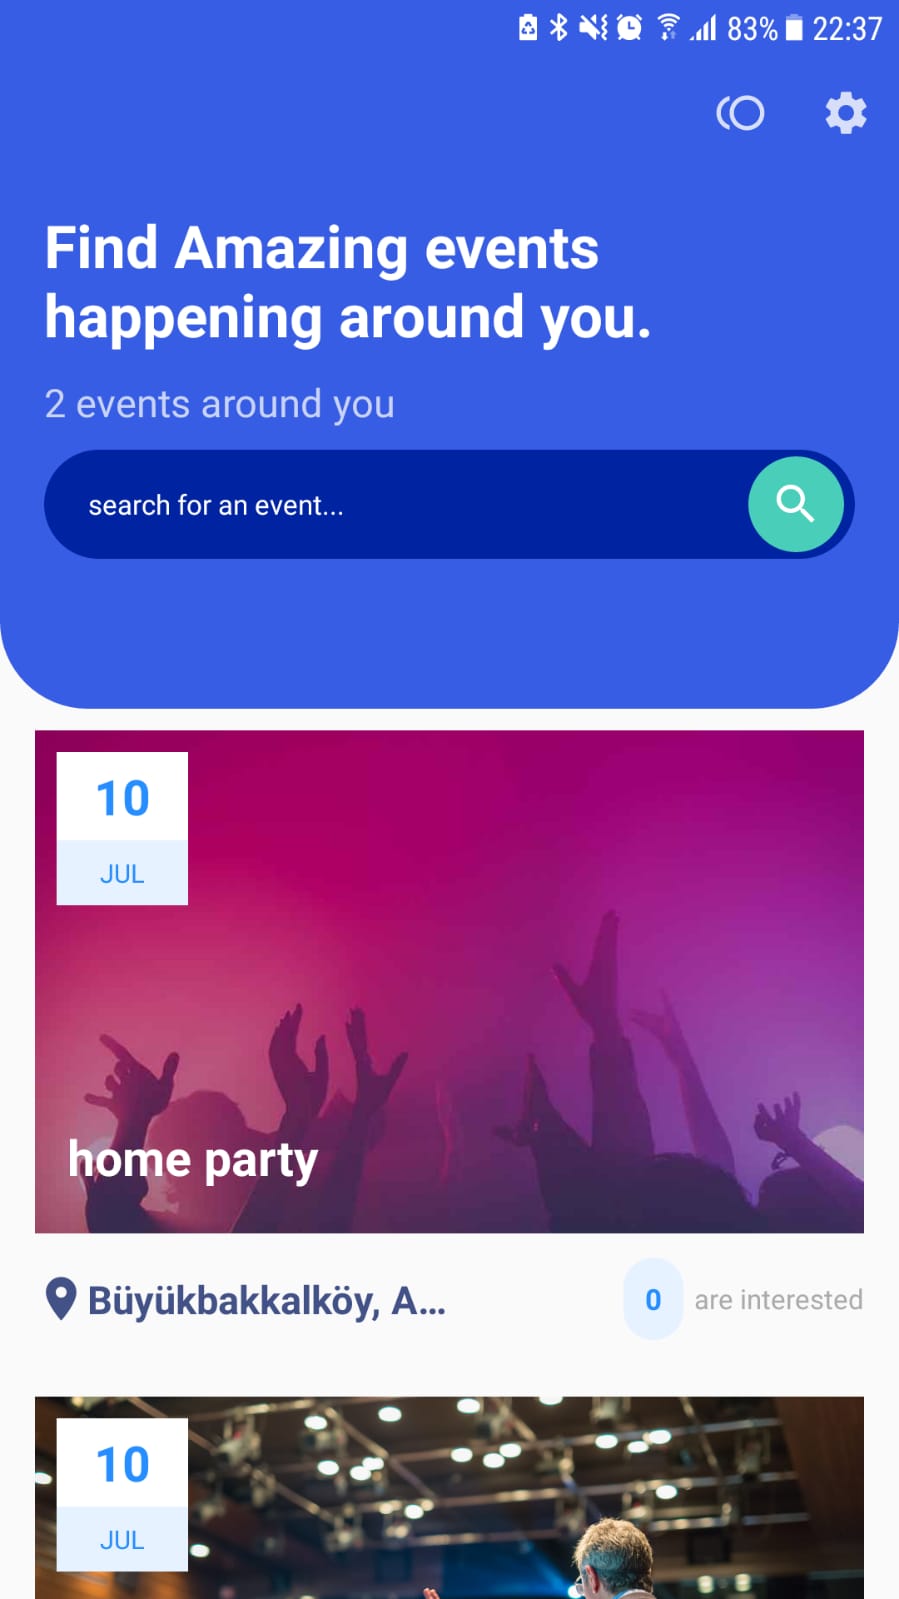 83% 22:37
Find Amazing events
happening around you.
2 events around you
search for an event...
10
JUL
home party
Büyükbakkalköy, A...
0 are interested
10
JUL